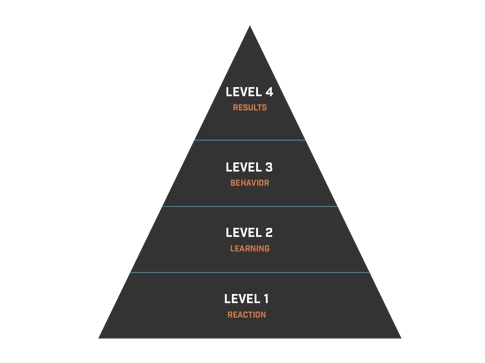 LEVEL 4
RESULTS
LEVEL 3
BEHAVIOR
LEVEL 2
LEARNING
LEVEL 1
REACTION